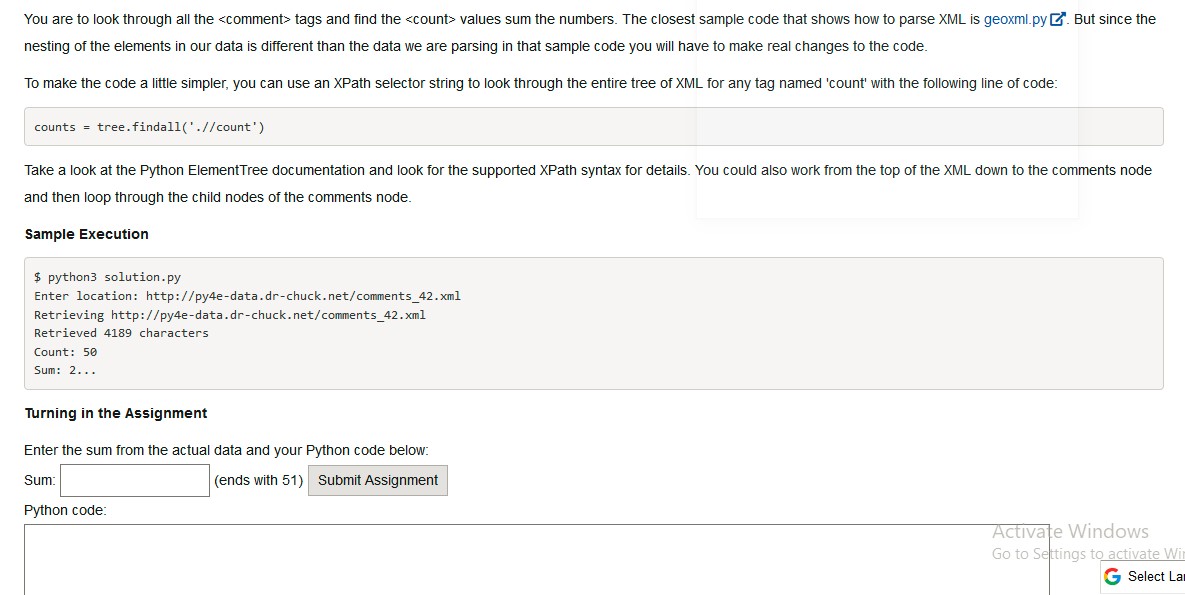 You are to look through all the <comment> tags and find the <count> values sum the numbers. The closest sample code that shows how to parse XML is geoxml.py. But since the
nesting of the elements in our data is different than the data we are parsing in that sample code you will have to make real changes to the code.
To make the code a little simpler, you can use an XPath selector string to look through the entire tree of XML for any tag named 'count' with the following line of code:
counts = tree.findall('.//count')
Take a look at the Python ElementTree documentation and look for the supported XPath syntax for details. You could also work from the top of the XML down to the comments node
and then loop through the child nodes of the comments node.
Sample Execution
$ python3 solution.py
Enter location: http://py4e-data.dr-chuck.net/comments_42.xml
Retrieving http://py4e-data.dr-chuck.net/comments_42.xml
Retrieved 4189 characters
Count: 50
Sum: 2...
Turning in the Assignment
Enter the sum from the actual data and your Python code below:
Sum: (ends with 51) Submit Assignment
Python code:
Activate Windows
Go to Settings to activate Wi
G Select La